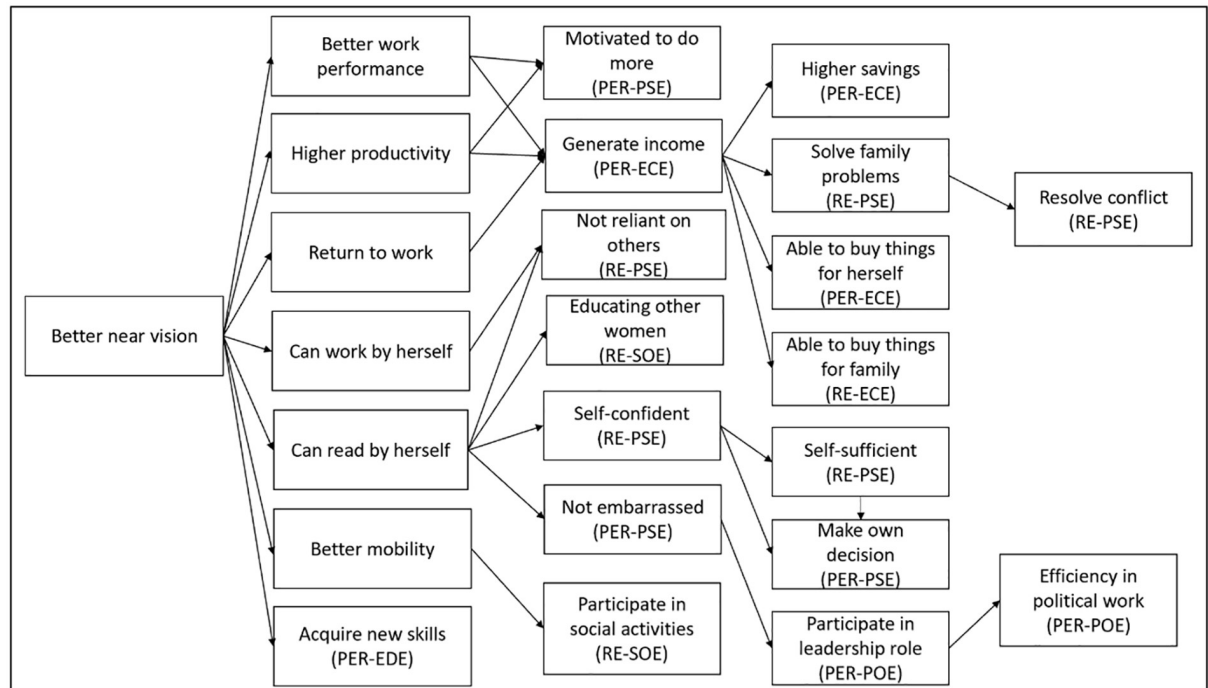 Better near vision
Better work
performance
Higher productivity
Return to work
Can work by herself
Can read by herself
Better mobility
Acquire new skills
(PER-EDE)
Motivated to do
more
(PER-PSE)
Generate income
(PER-ECE)
Not reliant on
others
(RE-PSE)
Educating other
women
(RE-SOE)
Self-confident
(RE-PSE)
Not embarrassed
(PER-PSE)
Participate in
social activities
(RE-SOE)
Higher savings
(PER-ECE)
Solve family
problems
(RE-PSE)
Able to buy things
for herself
(PER-ECE)
Able to buy things
for family
(RE-ECE)
Self-sufficient
(RE-PSE)
Make own
decision
(PER-PSE)
Participate in
leadership role
(PER-POE)
Resolve conflict
(RE-PSE)
Efficiency in
political work
(PER-POE)